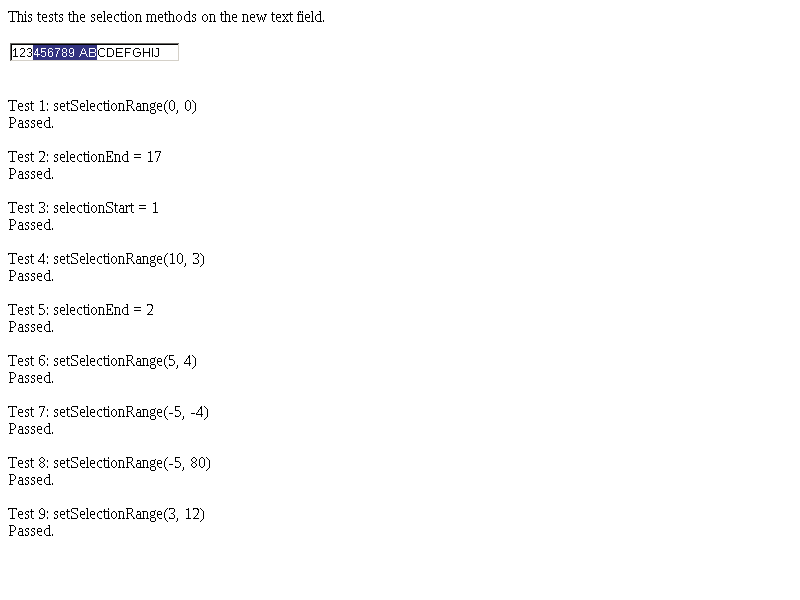 This tests the selection methods on the new text field.
123456789 ABCDEFGHIJ
Test 1: setSelectionRange(0, 0)
Passed.
Test 2: selectionEnd = 17
Passed.
Test 3: selectionStart = 1
Passed.
Test 4: setSelectionRange(10, 3)
Passed.
Test 5: selectionEnd = 2
Passed.
Test 6: setSelectionRange(5, 4)
Passed.
Test 7: setSelectionRange(-5, -4)
Passed.
Test 8: setSelectionRange(-5, 80)
Passed.
Test 9: setSelectionRange(3, 12)
Passed.